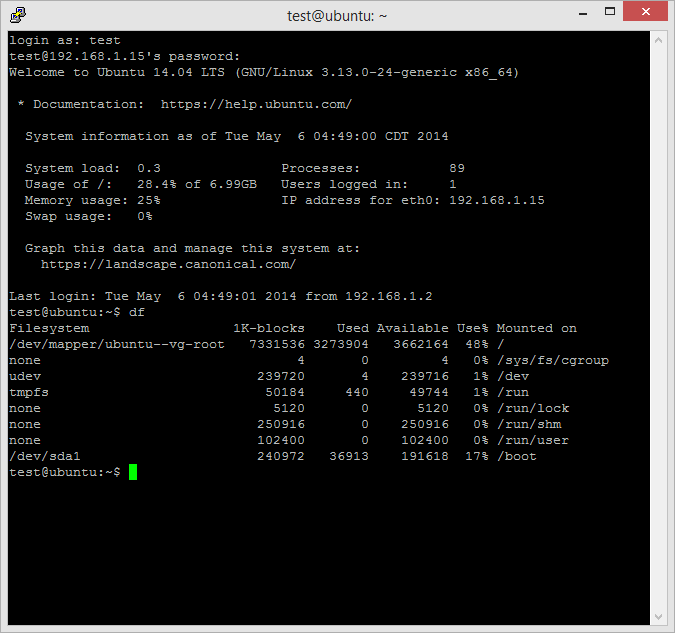 test@ubuntu: ~
login as: test
test@192.168.1.15's password:
Welcome to Ubuntu 14.04 LTS (GNU/Linux 3.13.0-24-generic x86_64)

 * Documentation:  https://help.ubuntu.com/

  System information as of Tue May  6 04:49:00 CDT 2014

  System load:  0.3               Processes:           89
  Usage of /:   28.4% of 6.99GB   Users logged in:     1
  Memory usage: 25%               IP address for eth0: 192.168.1.15
  Swap usage:   0%

  Graph this data and manage this system at:
    https://landscape.canonical.com/

Last login: Tue May  6 04:49:01 2014 from 192.168.1.2
test@ubuntu:~$ df
Filesystem                  1K-blocks    Used Available Use% Mounted on
/dev/mapper/ubuntu--vg-root   7331536 3273904   3662164  48% /
none                                4       0         4   0% /sys/fs/cgroup
udev                           239720       4    239716   1% /dev
tmpfs                           50184     440     49744   1% /run
none                             5120       0      5120   0% /run/lock
none                           250916       0    250916   0% /run/shm
none                           102400       0    102400   0% /run/user
/dev/sda1                      240972   36913    191618  17% /boot
test@ubuntu:~$